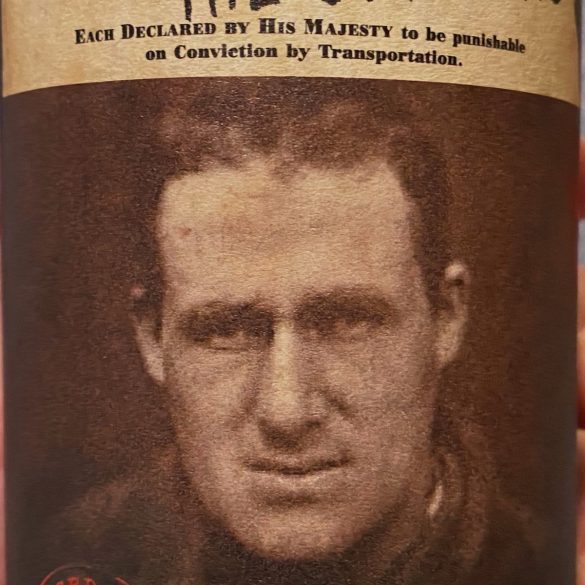 EACH DECLARED BY HIS MAJESTY to be punishable
on Conviction by Transportation.